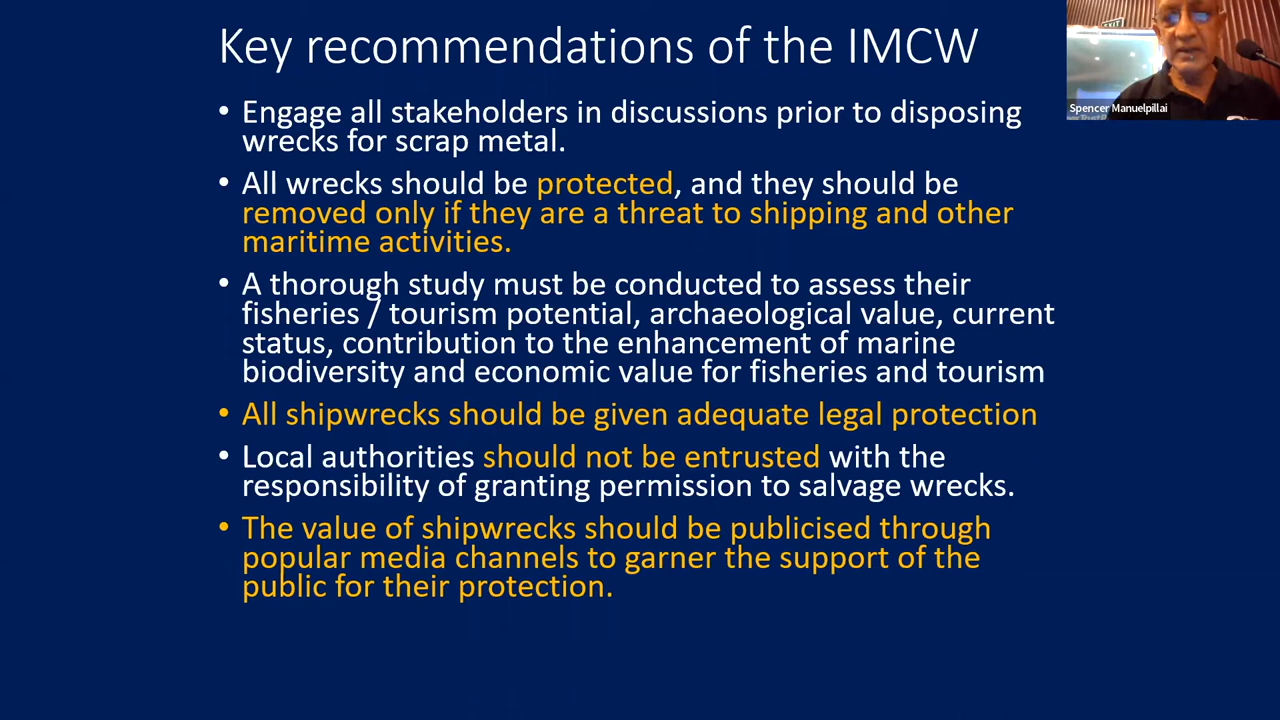 Key recommendations of the IMCW
• Engage all stakeholders in discussions prior to disposing
wrecks for scrap metal.
• All wrecks should be protected, and they should be
removed only if they are a threat to shipping and other
maritime activities.
• A thorough study must be conducted to assess their
fisheries / tourism potential, archaeological value, current
status, contribution to the enhancement of marine
biodiversity and economic value for fisheries and tourism
• All shipwrecks should be given adequate legal protection
• Local authorities should not be entrusted with the
responsibility of granting permission to salvage wrecks.
• The value of shipwrecks should be publicised through
popular media channels to garner the support of the
public for their protection.
EXIT
Spencer Manuelpillai